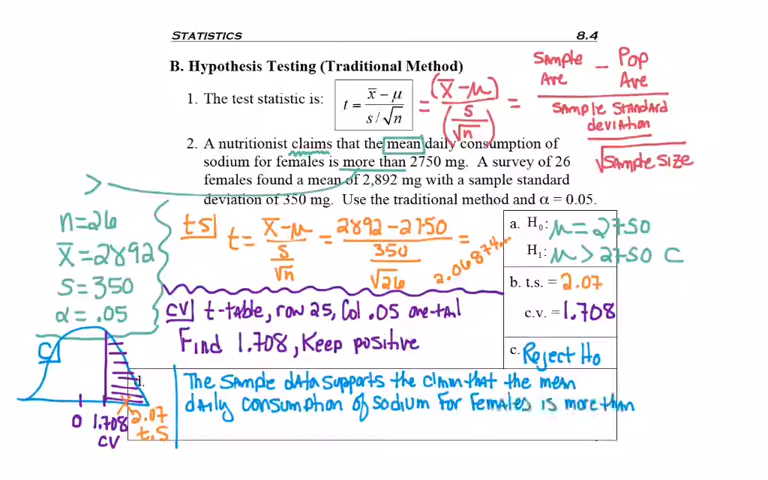 STATISTICS 8.4
B. Hypothesis Testing (Traditional Method)
1. The test statistic is: t = x̄ − μ / s/√n = (x̄ − μ) / (s/√n) = Sample Ave − Pop Ave / Sample Standard deviation / √Sample Size
2. A nutritionist claims that the mean daily consumption of
sodium for females is more than 2750 mg. A survey of 26
females found a mean of 2,892 mg with a sample standard
deviation of 350 mg. Use the traditional method and α = 0.05.
>
n=26
x̄=2892
s=350
α=.05
ts t = x̄−μ / s/√n = 2892−2750 / 350/√26 = 2.06874...
CV t-table, row 25, Col .05 one-tail
Find 1.708, Keep positive
a. H₀: μ = 2750
H₁: μ > 2750 C
b. t.s. = 2.07
c.v. = 1.708
c. Reject Ho
d.
The sample data supports the claim that the mean
daily consumption of sodium for females is more than
C
0 1.708 2.07
CV t.s